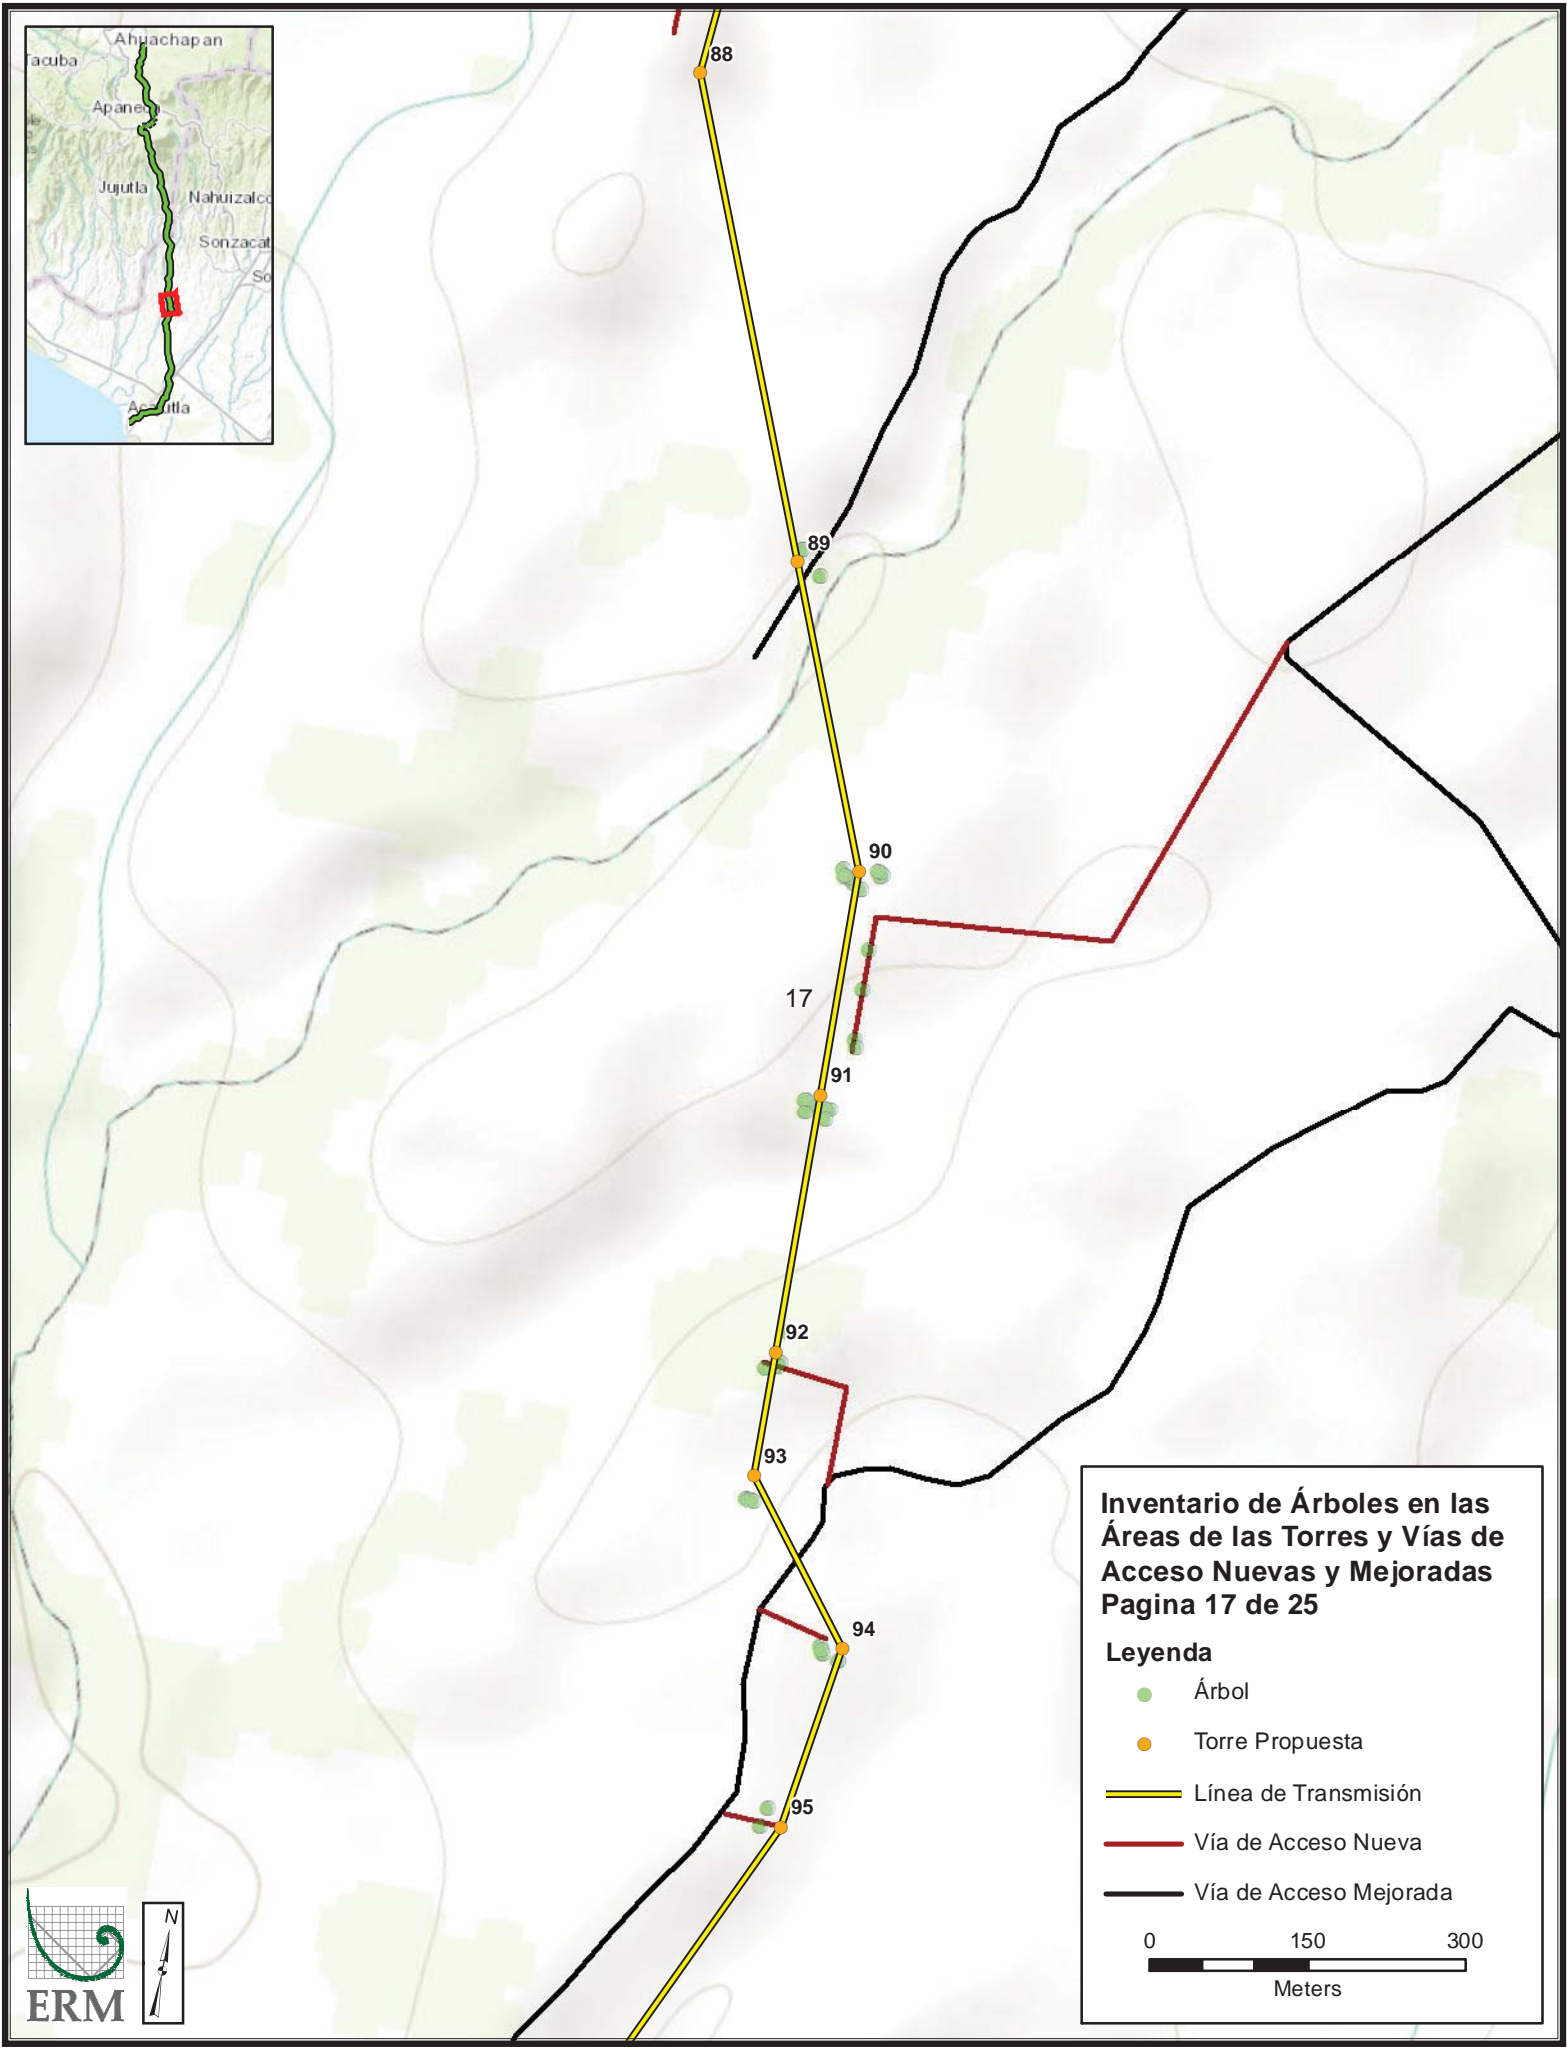 Ahuachapan
Tacuba
Jujutla
Nahuizalco
Sonzacat
So
88
89
90
17
91
92
93
94
95
Inventario de Árboles en las
Áreas de las Torres y Vías de
Acceso Nuevas y Mejoradas
Pagina 17 de 25
Leyenda
Árbol
Torre Propuesta
Línea de Transmisión
Vía de Acceso Nueva
Vía de Acceso Mejorada
0 150 300
Meters
N
ERM